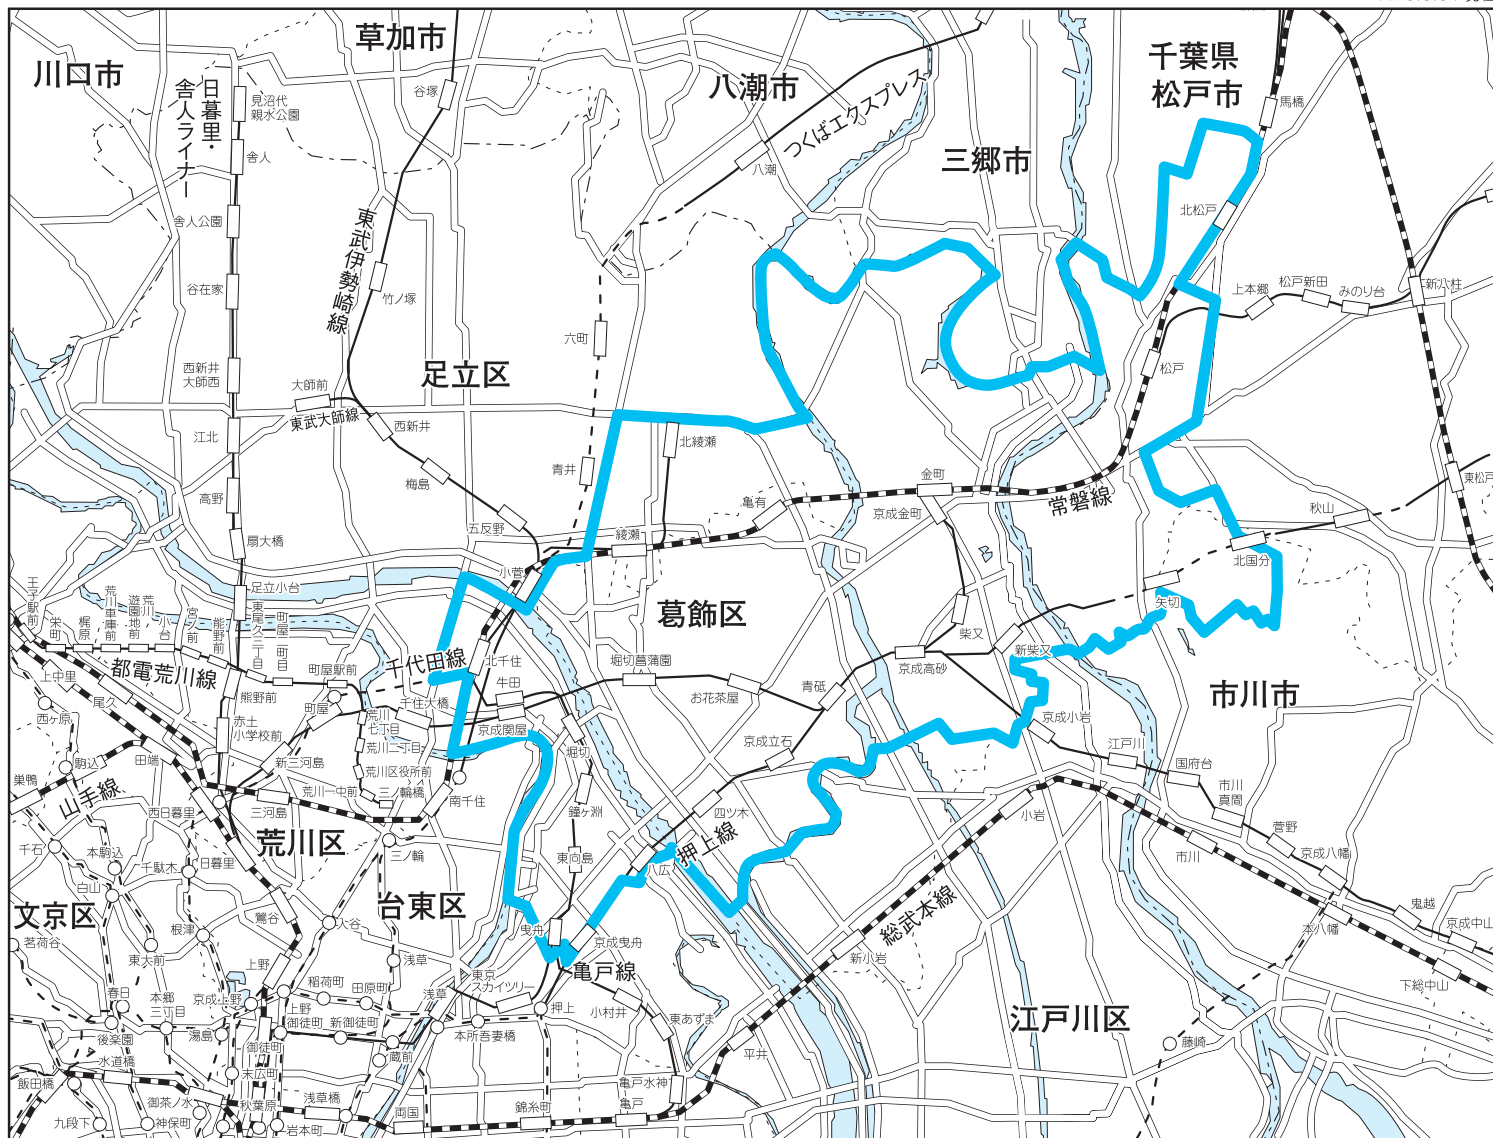 川口市
草加市
八潮市
千葉県
松戸市
三郷市
日暮里・
舎人ライナー
見沼代
親水公園
谷塚
つくばエクスプレス
馬橋
舎人
八潮
舎人公園
東武伊勢崎線
北松戸
谷在家
竹ノ塚
上本郷
松戸新田
みのり台
新八柱
六町
西新井
大師西
大師前
足立区
松戸
東武大師線
西新井
江北
北綾瀬
青井
梅島
高野
金町
東松戸
亀有
京成金町
常磐線
秋山
五反野
綾瀬
扇大橋
北国分
小菅
足立小台
矢切
王子駅前
栄町
梶原
荒川
車庫前
荒川
遊園地前
小台
宮ノ前
熊野前
東尾久三丁目
町屋二丁目
葛飾区
柴又
新柴又
京成高砂
都電荒川線
町屋駅前
千代田線
北千住
堀切菖蒲園
上中里
尾久
熊野前
牛田
お花茶屋
青砥
市川市
西ヶ原
町屋
千住大橋
赤土
小学校前
荒川
七丁目
京成関屋
京成小岩
堀切
京成立石
江戸川
駒込
田端
新三河島
荒川二丁目
荒川区役所前
国府台
巣鴨
山手線
荒川一中前
三ノ輪橋
南千住
市川
真間
西日暮里
三河島
鐘ヶ淵
四ツ木
小岩
菅野
荒川区
押上線
千石
本駒込
千駄木
日暮里
三ノ輪
東向島
八広
市川
京成八幡
白山
文京区
鶯谷
台東区
入谷
総武本線
鬼越
根津
曳舟
京成曳舟
本八幡
京成中山
茗荷谷
東大前
上野
浅草
新小岩
亀戸線
下総中山
春日
本郷
三丁目
京成上野
稲荷町
田原町
浅草
東京
スカイツリー
上野
御徒町
新御徒町
押上
小村井
東あずま
江戸川区
後楽園
湯島
本所吾妻橋
水道橋
御徒町
蔵前
平井
藤崎
飯田橋
末広町
亀戸水神
亀戸
御茶ノ水
秋葉原
浅草橋
両国
錦糸町
九段下
神保町
岩本町